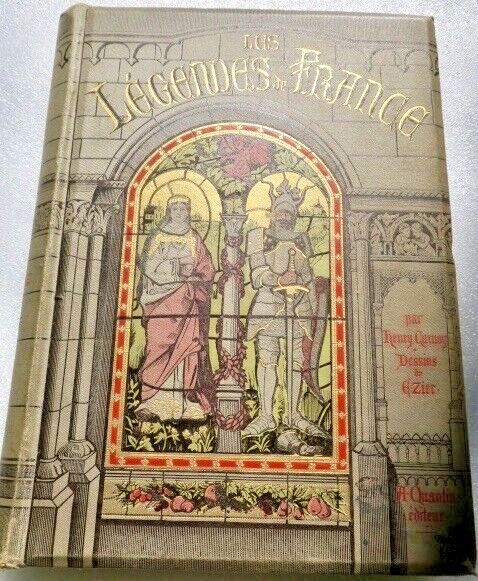 LES
LÉGENDES de FRANCE
par
Henry Carnoy
Dessins
de
E. Zier.
A. Quantin
éditeur